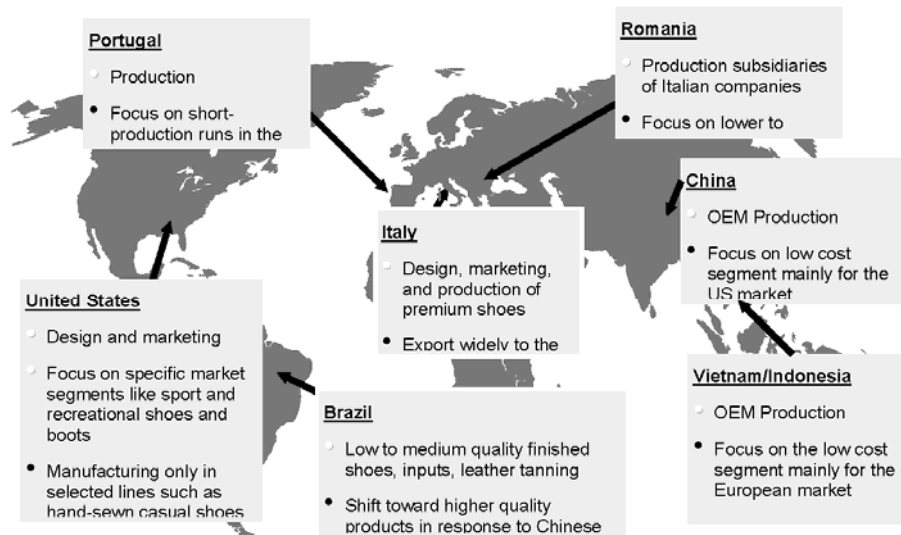 Portugal
Production
Focus on short-
production runs in the
Romania
Production subsidiaries
of Italian companies
Focus on lower to
China
OEM Production
Focus on low cost
segment mainly for the
US market
Italy
Design, marketing,
and production of
premium shoes
Export widely to the
United States
Design and marketing
Focus on specific market
segments like sport and
recreational shoes and
boots
Manufacturing only in
selected lines such as
hand-sewn casual shoes
Brazil
Low to medium quality finished
shoes, inputs, leather tanning
Shift toward higher quality
products in response to Chinese
Vietnam/Indonesia
OEM Production
Focus on the low cost
segment mainly for the
European market